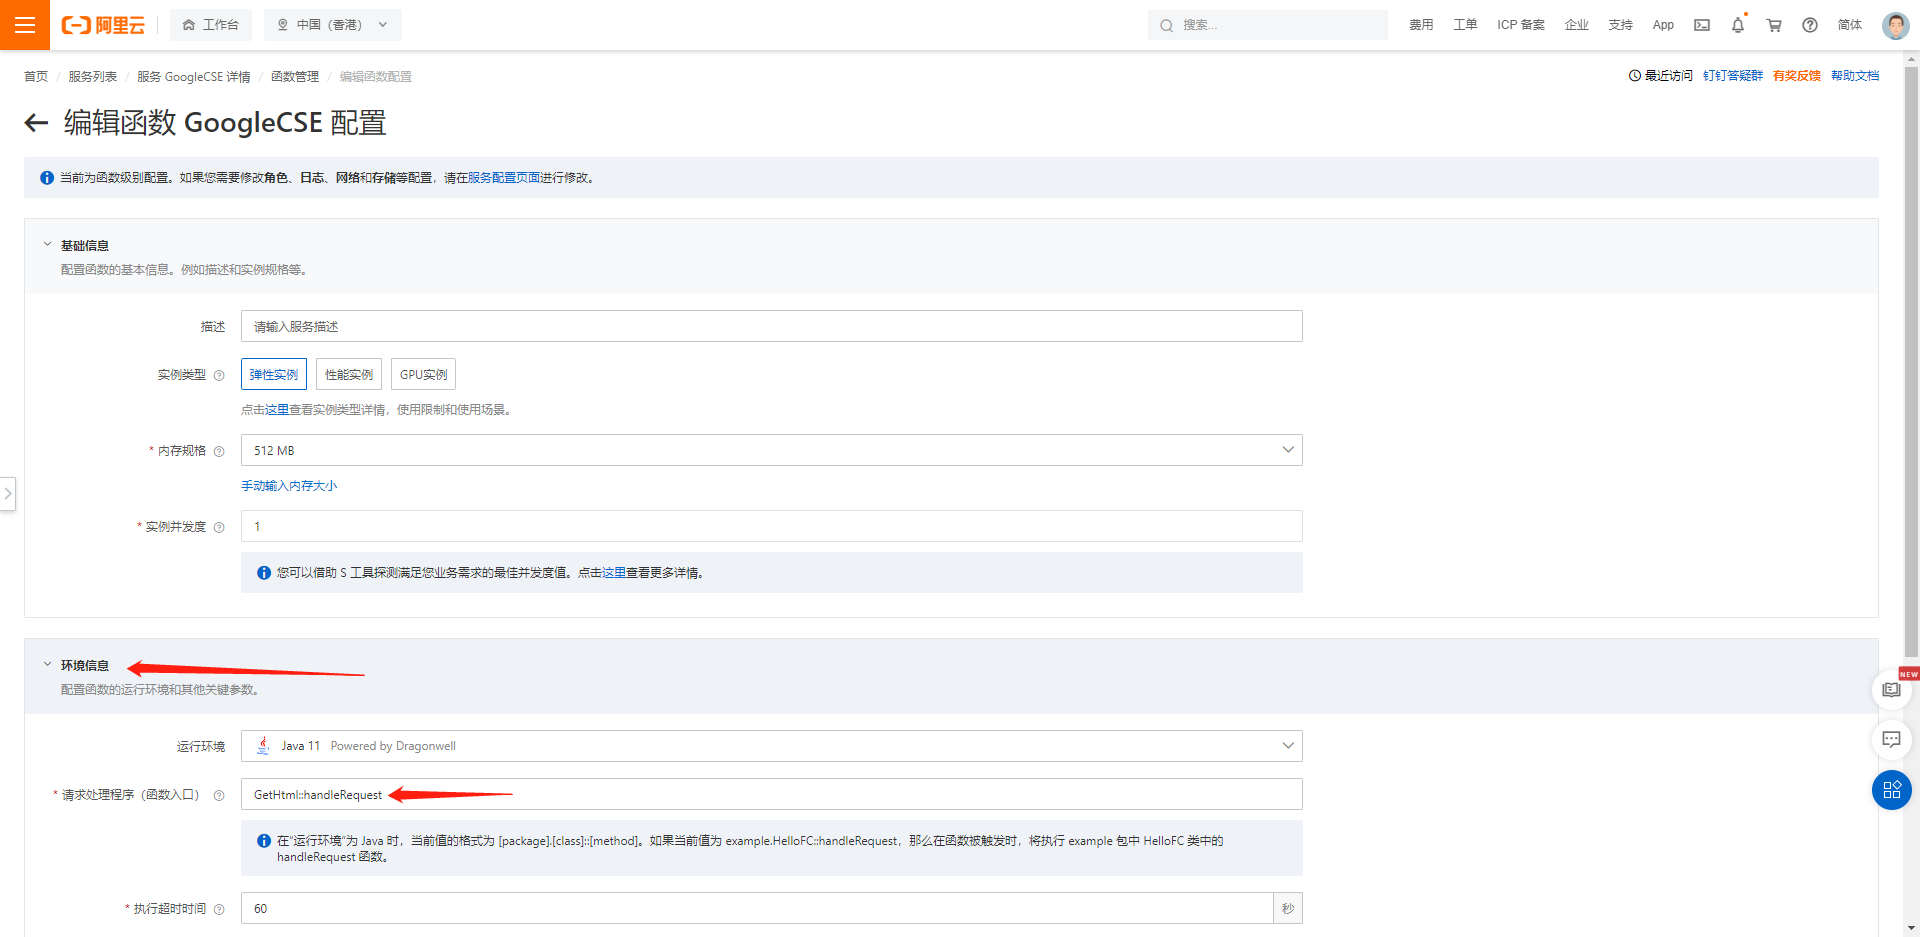 阿里云
工作台
中国（香港）
搜索...
费用
工单
ICP 备案
企业
支持
App
简体
首页 / 服务列表 / 服务 GoogleCSE 详情 / 函数管理 / 编辑函数配置
最近访问 钉钉答疑群 有奖反馈 帮助文档
编辑函数 GoogleCSE 配置
当前为函数级别配置。如果您需要修改角色、日志、网络和存储等配置，请在服务配置页面进行修改。
基础信息
配置函数的基本信息。例如描述和实例规格等。
描述
请输入服务描述
实例类型
弹性实例 性能实例 GPU实例
点击这里查看实例类型详情，使用限制和使用场景。
* 内存规格
512 MB
手动输入内存大小
* 实例并发度
1
您可以借助 S 工具探测满足您业务需求的最佳并发度值。点击这里查看更多详情。
环境信息
配置函数的运行环境和其他关键参数。
NEW
运行环境
Java 11 Powered by Dragonwell
* 请求处理程序（函数入口）
GetHtml::handleRequest
在“运行环境”为 Java 时，当前值的格式为 [package].[class]::[method]。如果当前值为 example.HelloFC::handleRequest，那么在函数被触发时，将执行 example 包中 HelloFC 类中的
handleRequest 函数。
* 执行超时时间
60
秒